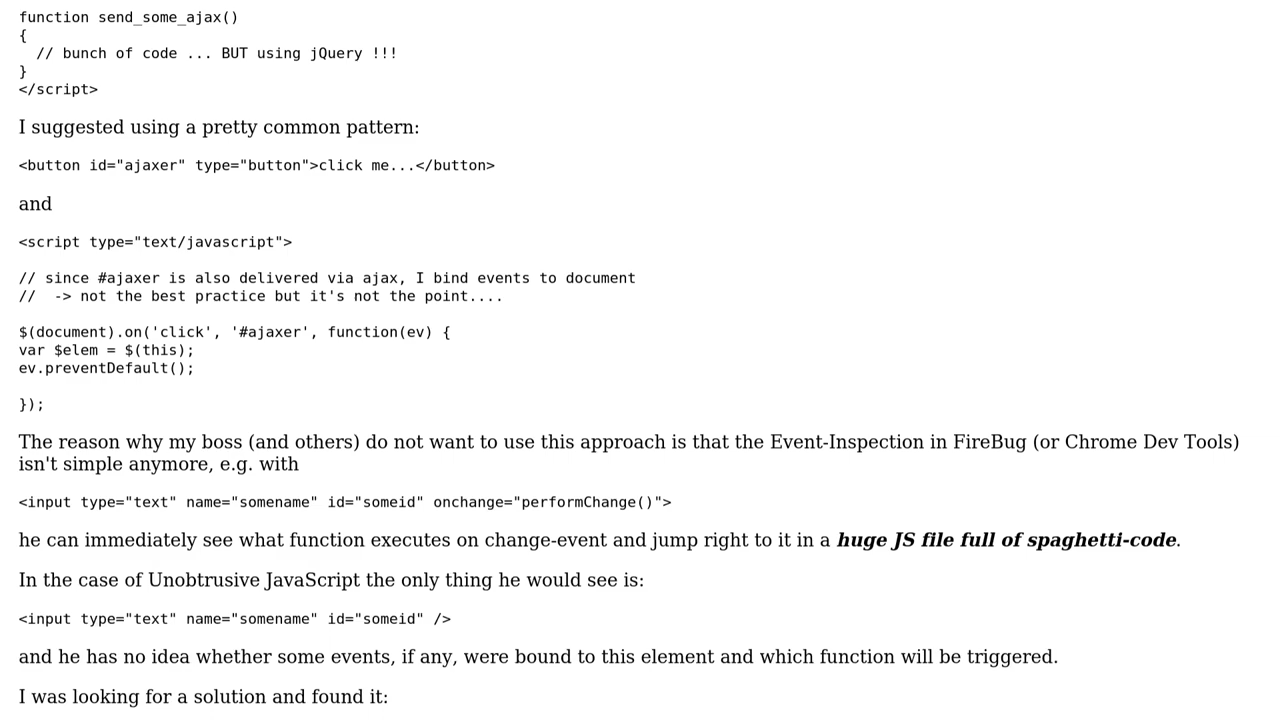 function send_some_ajax()
{
  // bunch of code ... BUT using jQuery !!!
}
</script>
I suggested using a pretty common pattern:
<button id="ajaxer" type="button">click me...</button>
and
<script type="text/javascript">
// since #ajaxer is also delivered via ajax, I bind events to document
//  -> not the best practice but it's not the point....
$(document).on('click', '#ajaxer', function(ev) {
var $elem = $(this);
ev.preventDefault();
});
The reason why my boss (and others) do not want to use this approach is that the Event-Inspection in FireBug (or Chrome Dev Tools)
isn't simple anymore, e.g. with
<input type="text" name="somename" id="someid" onchange="performChange()">
he can immediately see what function executes on change-event and jump right to it in a huge JS file full of spaghetti-code.
In the case of Unobtrusive JavaScript the only thing he would see is:
<input type="text" name="somename" id="someid" />
and he has no idea whether some events, if any, were bound to this element and which function will be triggered.
I was looking for a solution and found it: